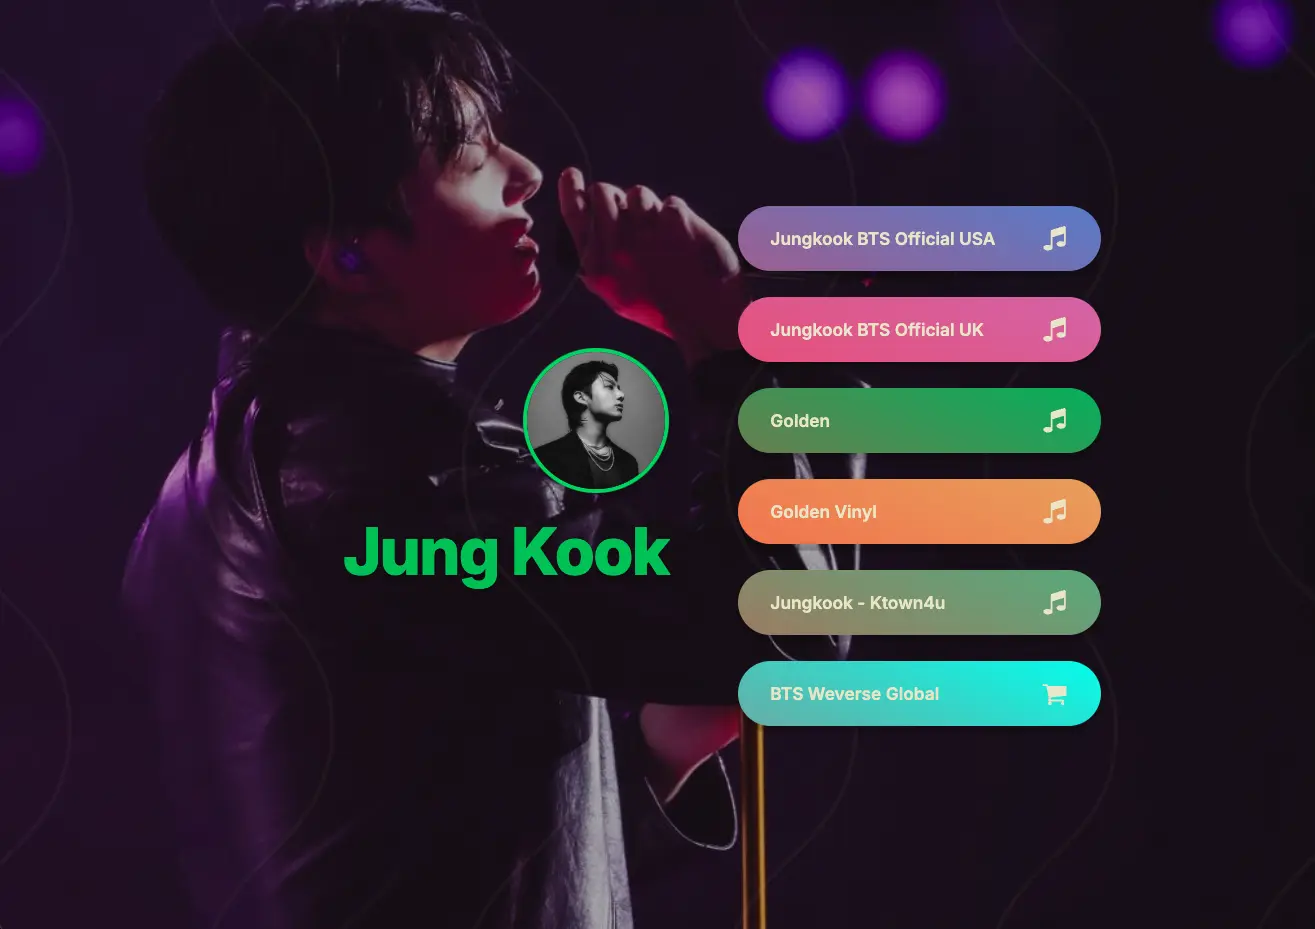 Jung Kook
Jungkook BTS Official USA
Jungkook BTS Official UK
Golden
Golden Vinyl
Jungkook - Ktown4u
BTS Weverse Global